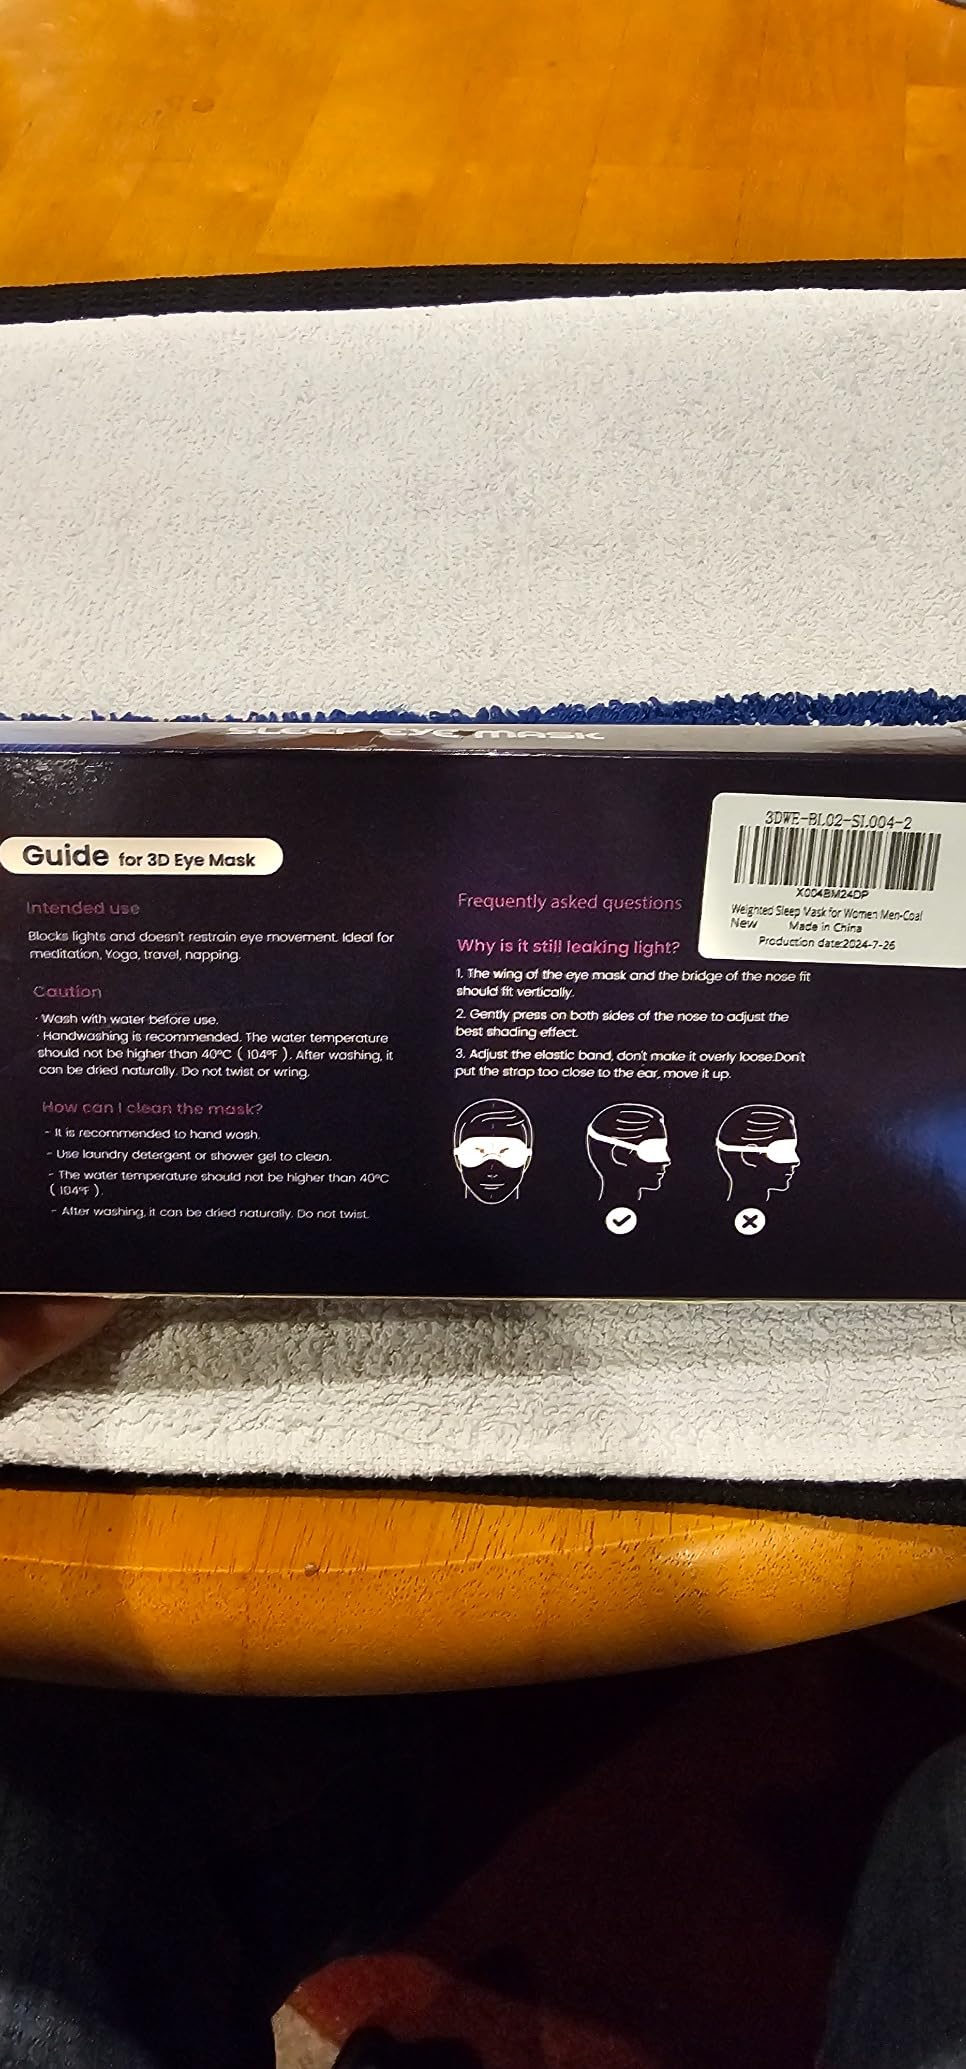 SLEEP EYE MASK
Guide for 3D Eye Mask
Intended use
Blocks lights and doesn't restrain eye movement. Ideal for
meditation, Yoga, travel, napping.
Caution
· Wash with water before use.
· Handwashing is recommended. The water temperature
should not be higher than 40°C ( 104°F ). After washing, it
can be dried naturally. Do not twist or wring.
How can I clean the mask?
- It is recommended to hand wash.
- Use laundry detergent or shower gel to clean.
- The water temperature should not be higher than 40°C
( 104°F ).
- After washing, it can be dried naturally. Do not twist.
Frequently asked questions
Why is it still leaking light?
1. The wing of the eye mask and the bridge of the nose fit
should fit vertically.
2. Gently press on both sides of the nose to adjust the
best shading effect.
3. Adjust the elastic band, don't make it overly loose.Don't
put the strap too close to the ear, move it up.
3DWE-BL02-SL004-2
X004BM24DP
Weighted Sleep Mask for Women Men-Coal
New Made in China
Production date:2024-7-26